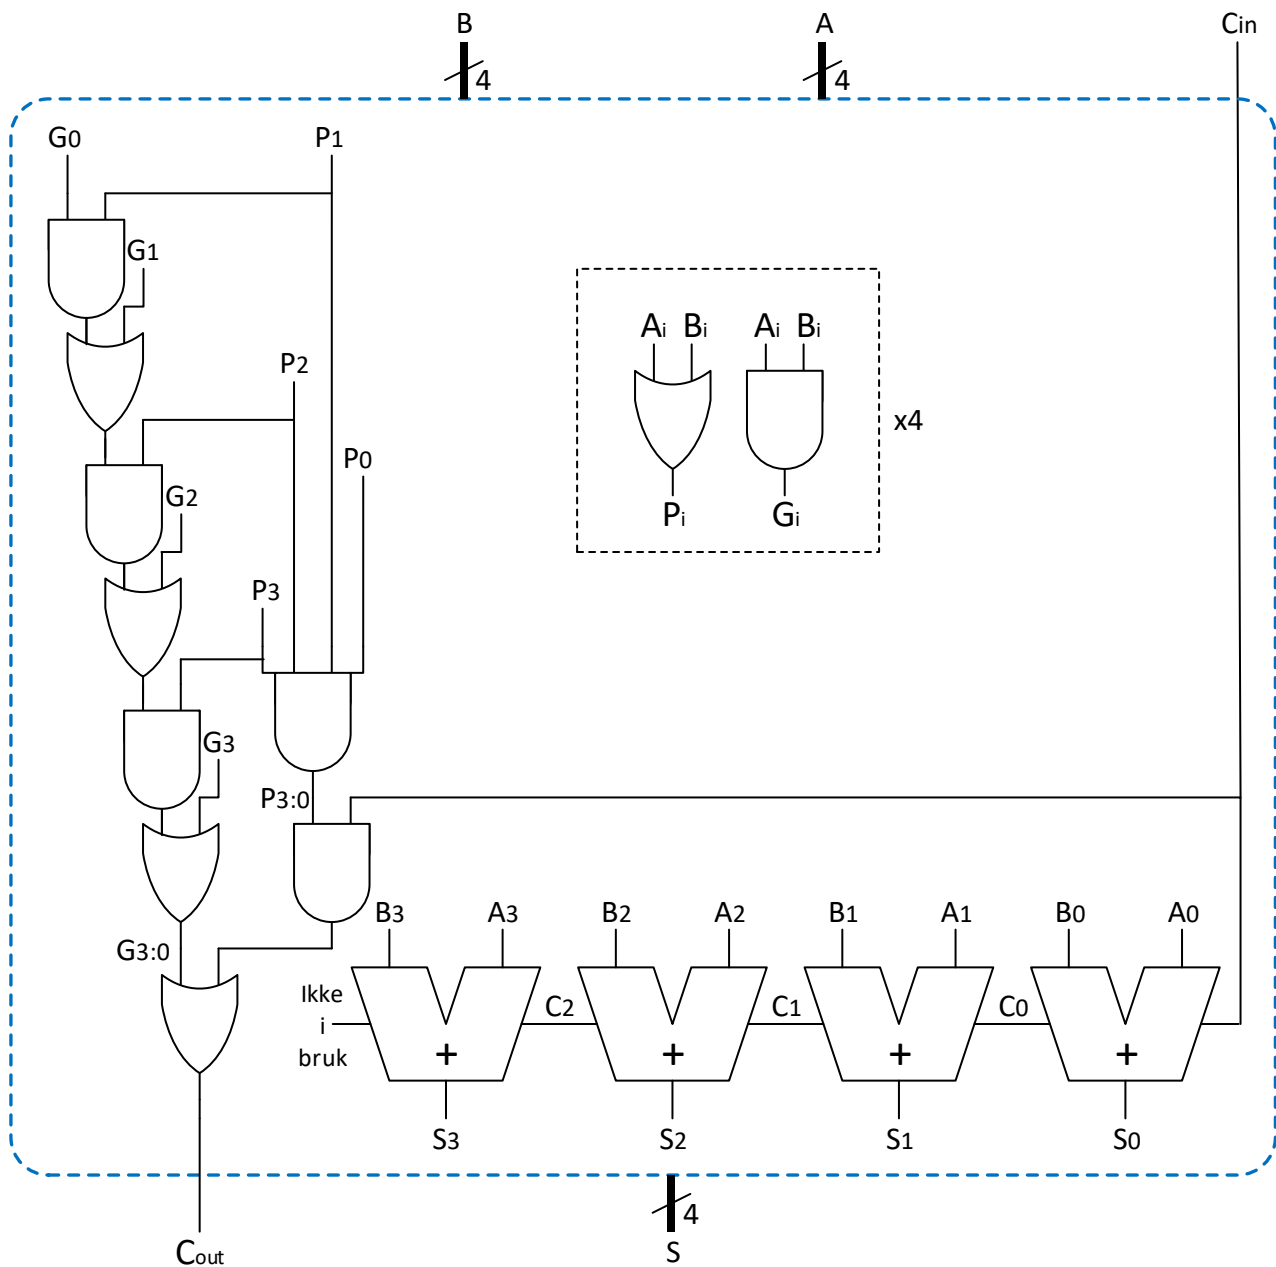 B
A
Cin
4
4
G0
P1
G1
Ai Bi
Ai Bi
P2
x4
P0
G2
Pi
Gi
P3
G3
P3:0
B3
A3
B2
A2
B1
A1
B0
A0
G3:0
Ikke
i
bruk
C2
C1
C0
+
+
+
+
S3
S2
S1
S0
4
Cout
S